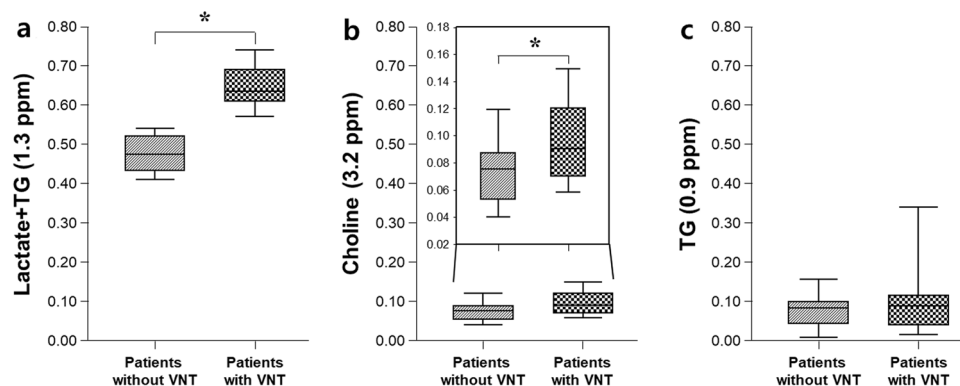 a
*
Lactate+TG (1.3 ppm)
0.80
0.70
0.60
0.50
0.40
0.30
0.20
0.10
0.00
Patients
without VNT
Patients
with VNT
b
*
Choline (3.2 ppm)
0.80
0.70
0.60
0.50
0.40
0.30
0.20
0.10
0.00
0.18
0.16
0.14
0.12
0.10
0.08
0.06
0.04
0.02
Patients
without VNT
Patients
with VNT
c
TG (0.9 ppm)
0.80
0.70
0.60
0.50
0.40
0.30
0.20
0.10
0.00
Patients
without VNT
Patients
with VNT